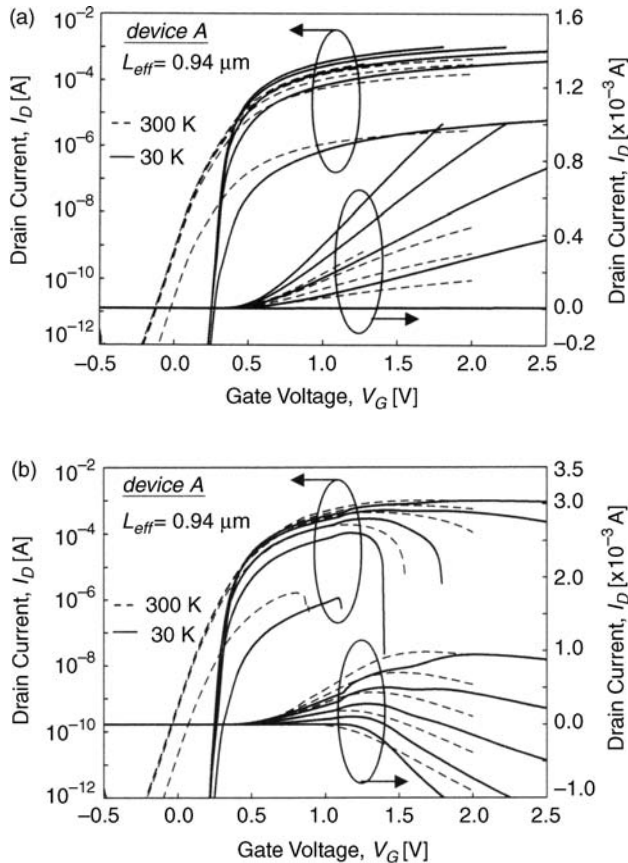 (a)
10⁻² 1.6
device A
L_eff = 0.94 μm
10⁻⁴ 1.2
-- 300 K
— 30 K
10⁻⁶ 0.8
10⁻⁸
0.4
10⁻¹⁰
0.0
10⁻¹²
−0.2
Drain Current, I_D [A]
Drain Current, I_D [x10⁻³ A]
−0.5 0.0 0.5 1.0 1.5 2.0 2.5
Gate Voltage, V_G [V]
(b)
10⁻² 3.5
device A
L_eff = 0.94 μm
3.0
10⁻⁴
2.0
10⁻⁶
-- 300 K
— 30 K
10⁻⁸ 1.0
10⁻¹⁰ 0.0
10⁻¹² −1.0
Drain Current, I_D [A]
Drain Current, I_D [x10⁻³ A]
−0.5 0.0 0.5 1.0 1.5 2.0 2.5
Gate Voltage, V_G [V]